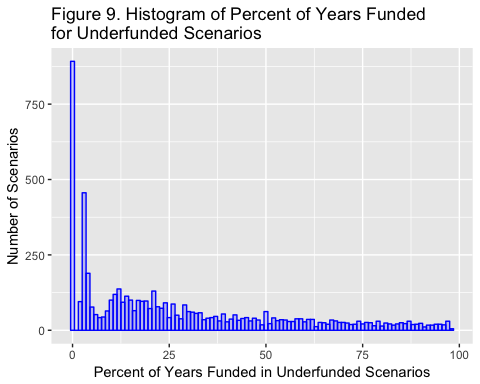 Figure 9. Histogram of Percent of Years Funded
for Underfunded Scenarios
750
500
250
0
Number of Scenarios
0 25 50 75 100
Percent of Years Funded in Underfunded Scenarios